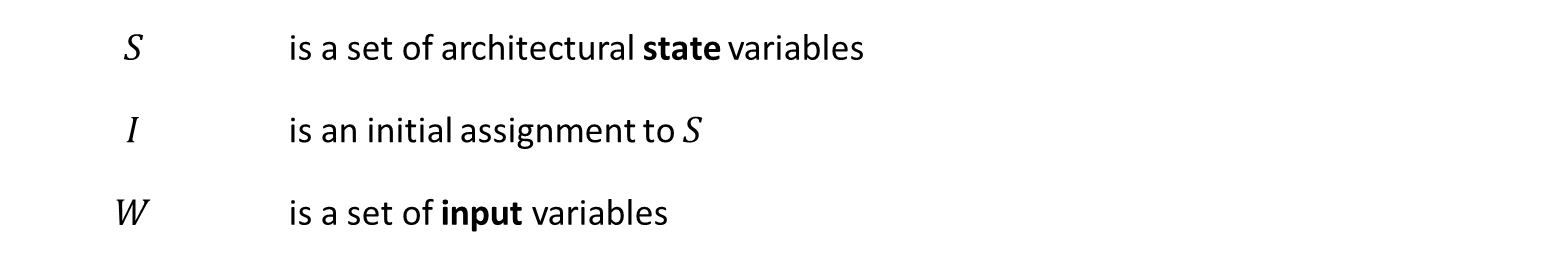 S is a set of architectural state variables
I is an initial assignment to S
W is a set of input variables